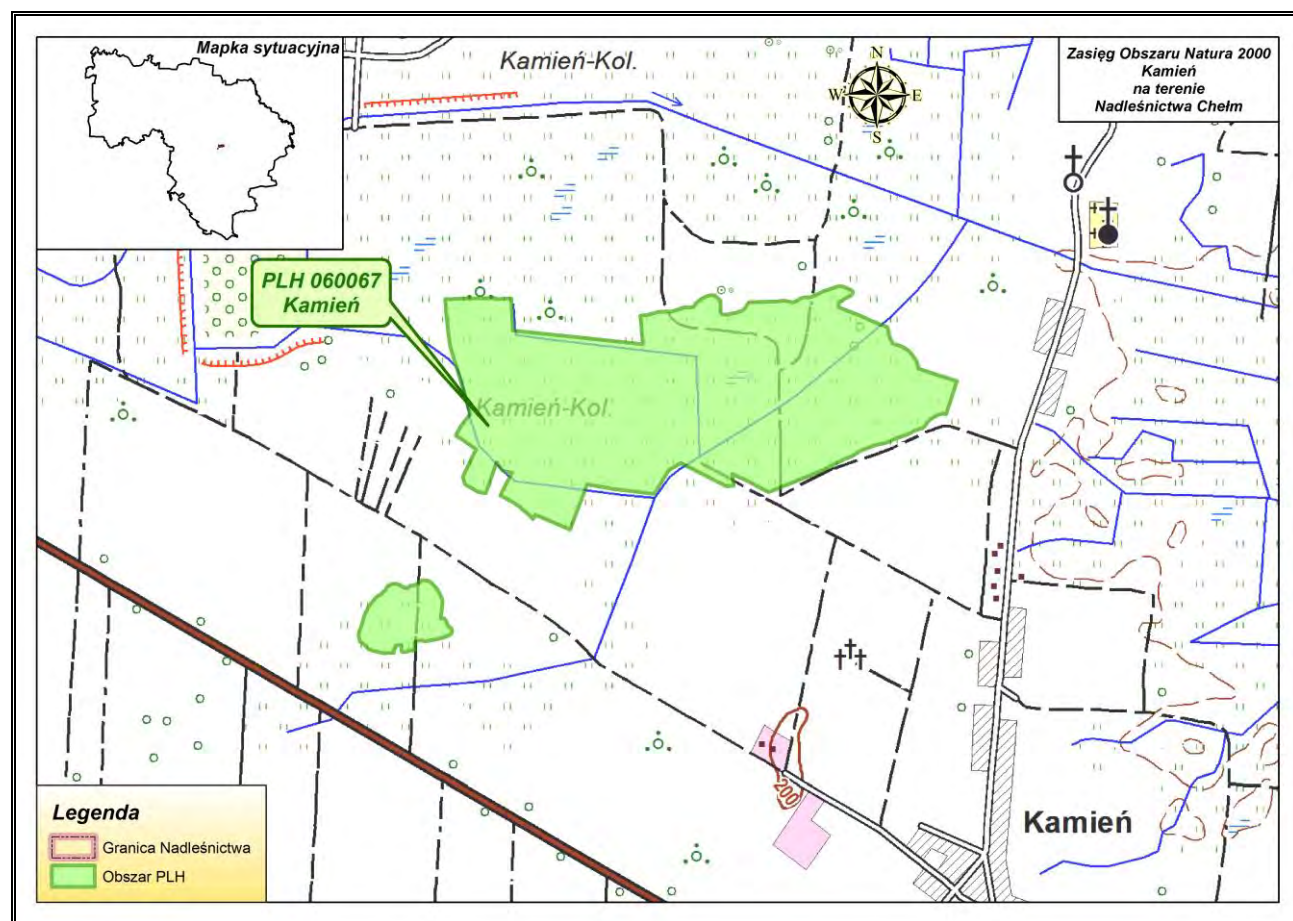 Mapka sytuacyjna
Kamień-Kol.
N
W
E
S
Zasięg Obszaru Natura 2000
Kamień
na terenie
Nadleśnictwa Chełm
PLH 060067
Kamień
Kamień-Kol.
200
Kamień
Legenda
Granica Nadleśnictwa
Obszar PLH